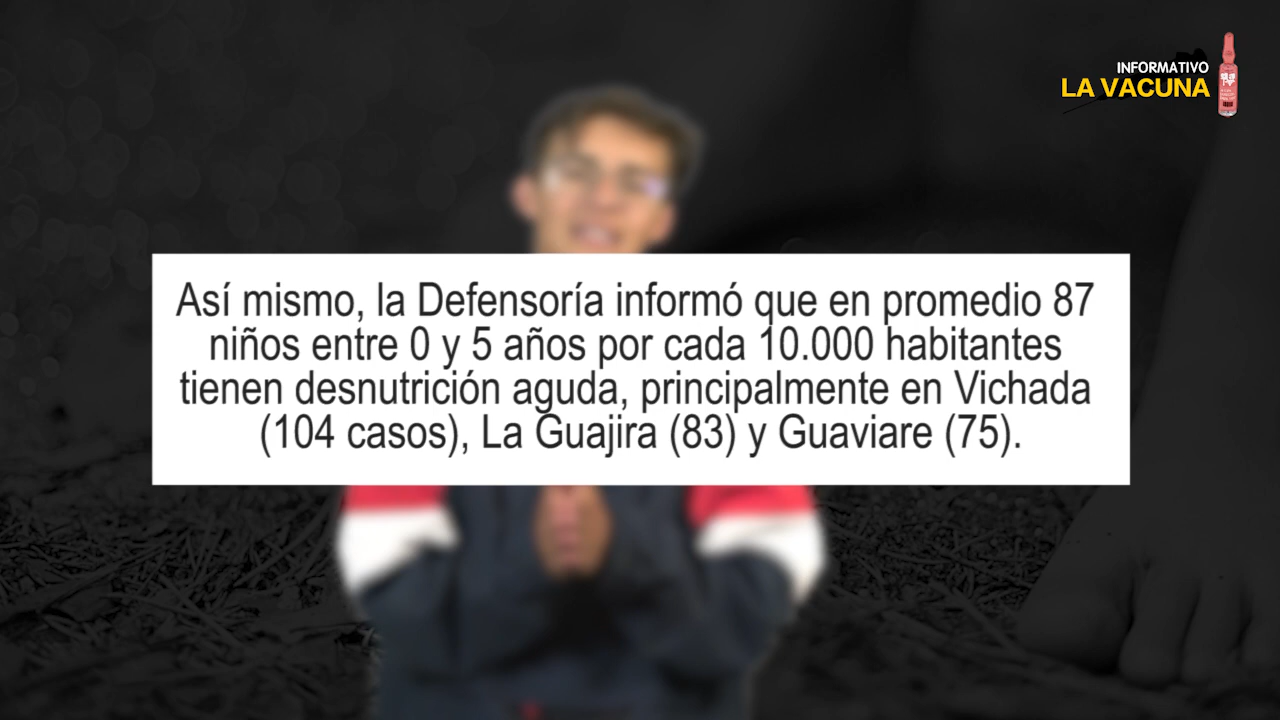 INFORMATIVO
LA VACUNA
Así mismo, la Defensoría informó que en promedio 87
niños entre 0 y 5 años por cada 10.000 habitantes
tienen desnutrición aguda, principalmente en Vichada
(104 casos), La Guajira (83) y Guaviare (75).